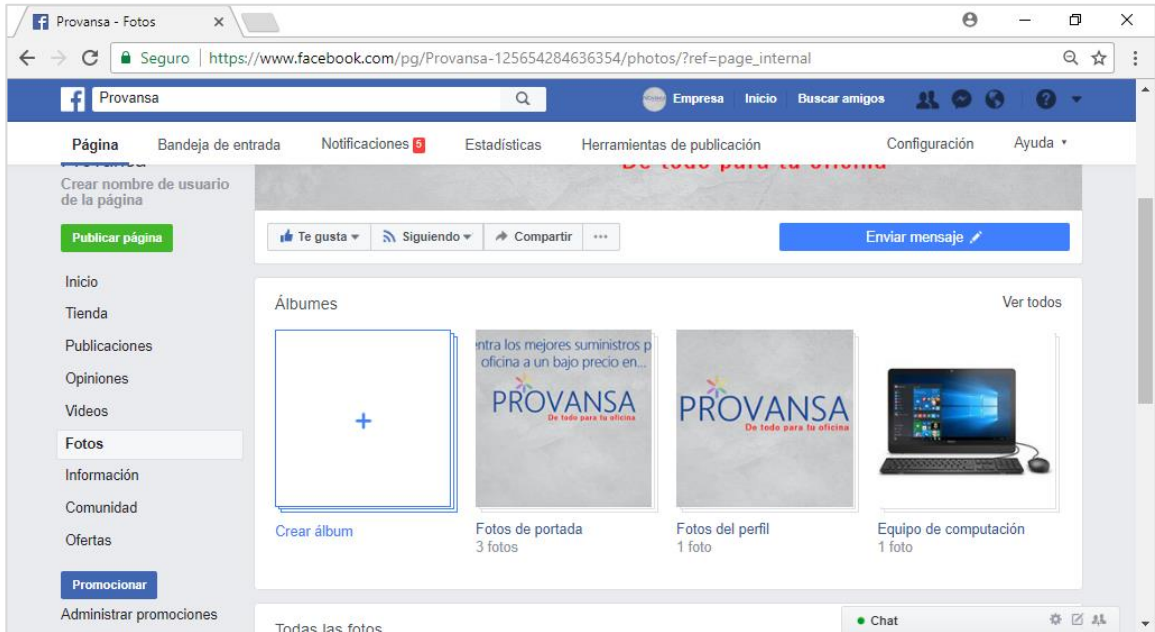 Provansa - Fotos
Seguro | https://www.facebook.com/pg/Provansa-125654284636354/photos/?ref=page_internal
Provansa
Empresa Inicio Buscar amigos
Página Bandeja de entrada Notificaciones 5 Estadísticas Herramientas de publicación Configuración Ayuda
De todo para tu oficina
Crear nombre de usuario
de la página
Publicar página
Te gusta Siguiendo Compartir Enviar mensaje
Inicio
Tienda
Publicaciones
Opiniones
Videos
Fotos
Información
Comunidad
Ofertas
Promocionar
Administrar promociones
Álbumes Ver todos
Crear álbum
ntra los mejores suministros p
oficina a un bajo precio en...
PROVANSA
De todo para tu oficina
Fotos de portada
3 fotos
PROVANSA
De todo para tu oficina
Fotos del perfil
1 foto
Equipo de computación
1 foto
Todas las fotos
Chat